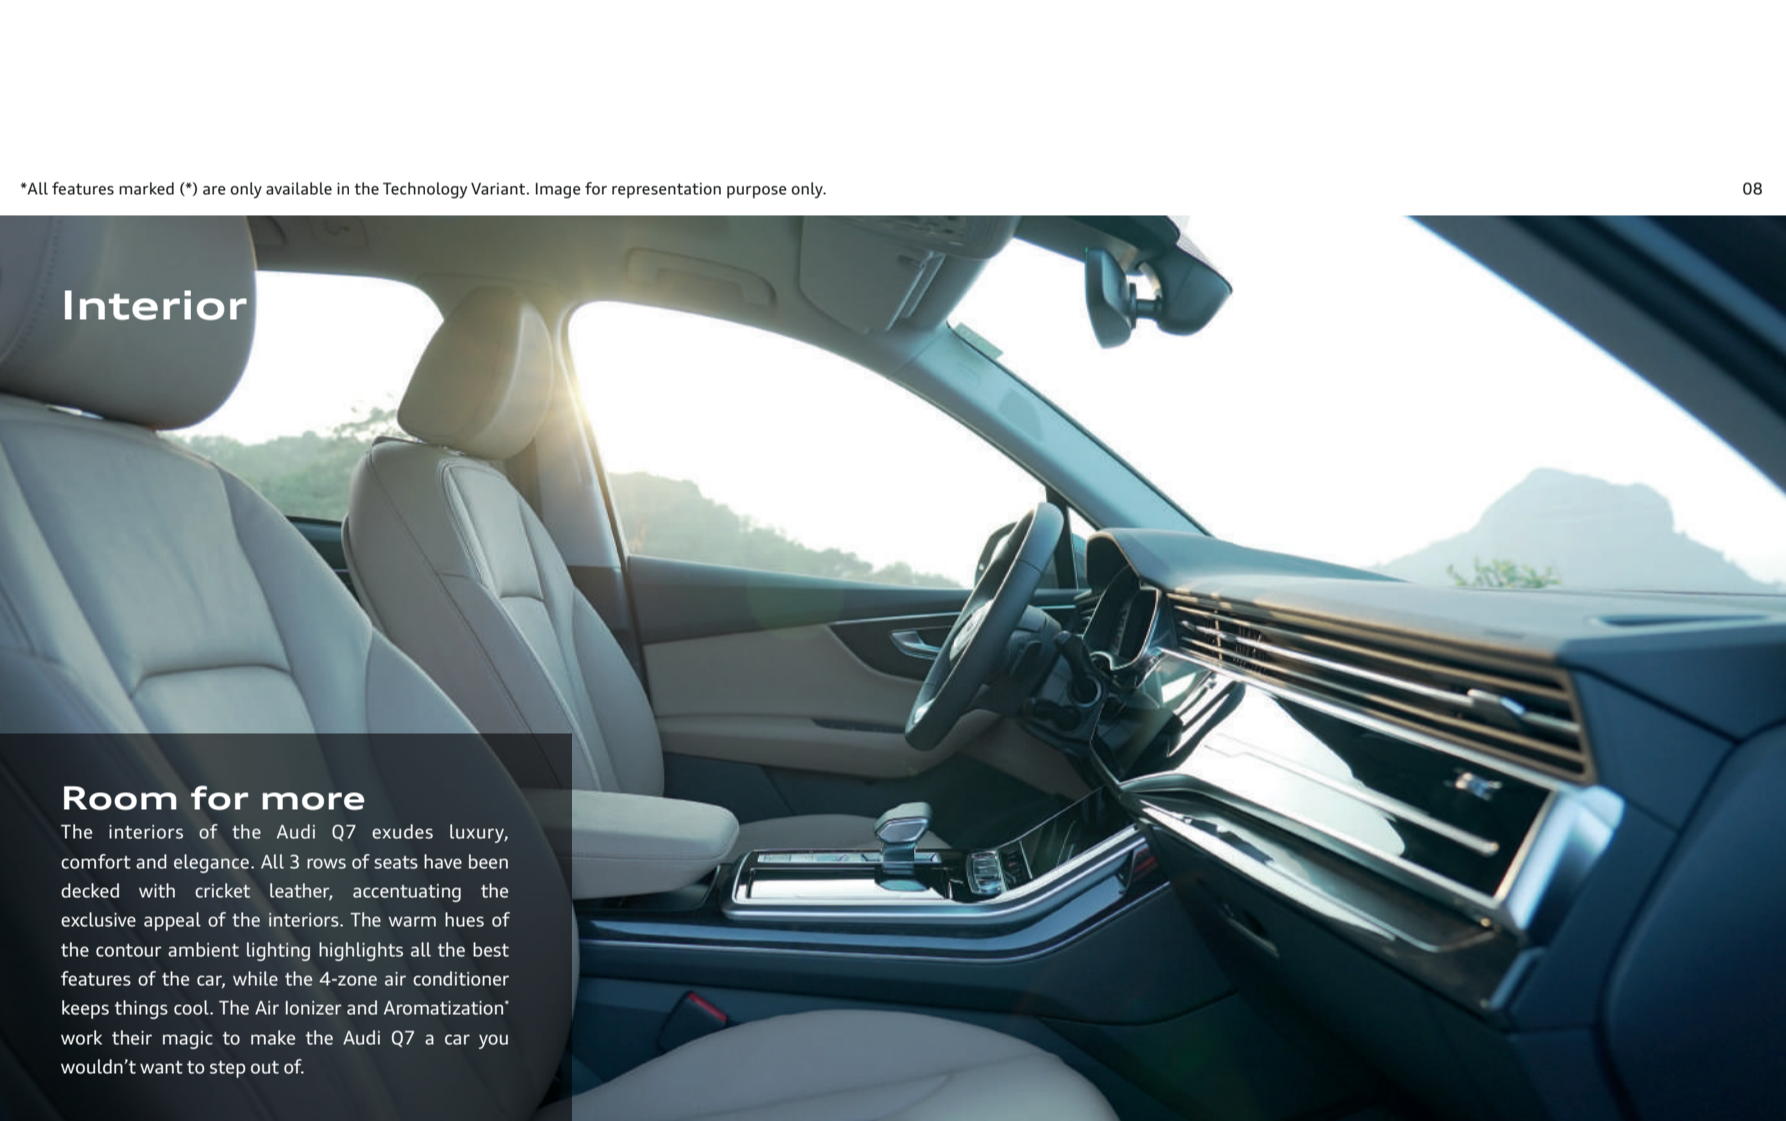 *All features marked (*) are only available in the Technology Variant. Image for representation purpose only.
08
Interior
Room for more
The interiors of the Audi Q7 exudes luxury,
comfort and elegance. All 3 rows of seats have been
decked with cricket leather, accentuating the
exclusive appeal of the interiors. The warm hues of
the contour ambient lighting highlights all the best
features of the car, while the 4-zone air conditioner
keeps things cool. The Air Ionizer and Aromatization*
work their magic to make the Audi Q7 a car you
wouldn’t want to step out of.